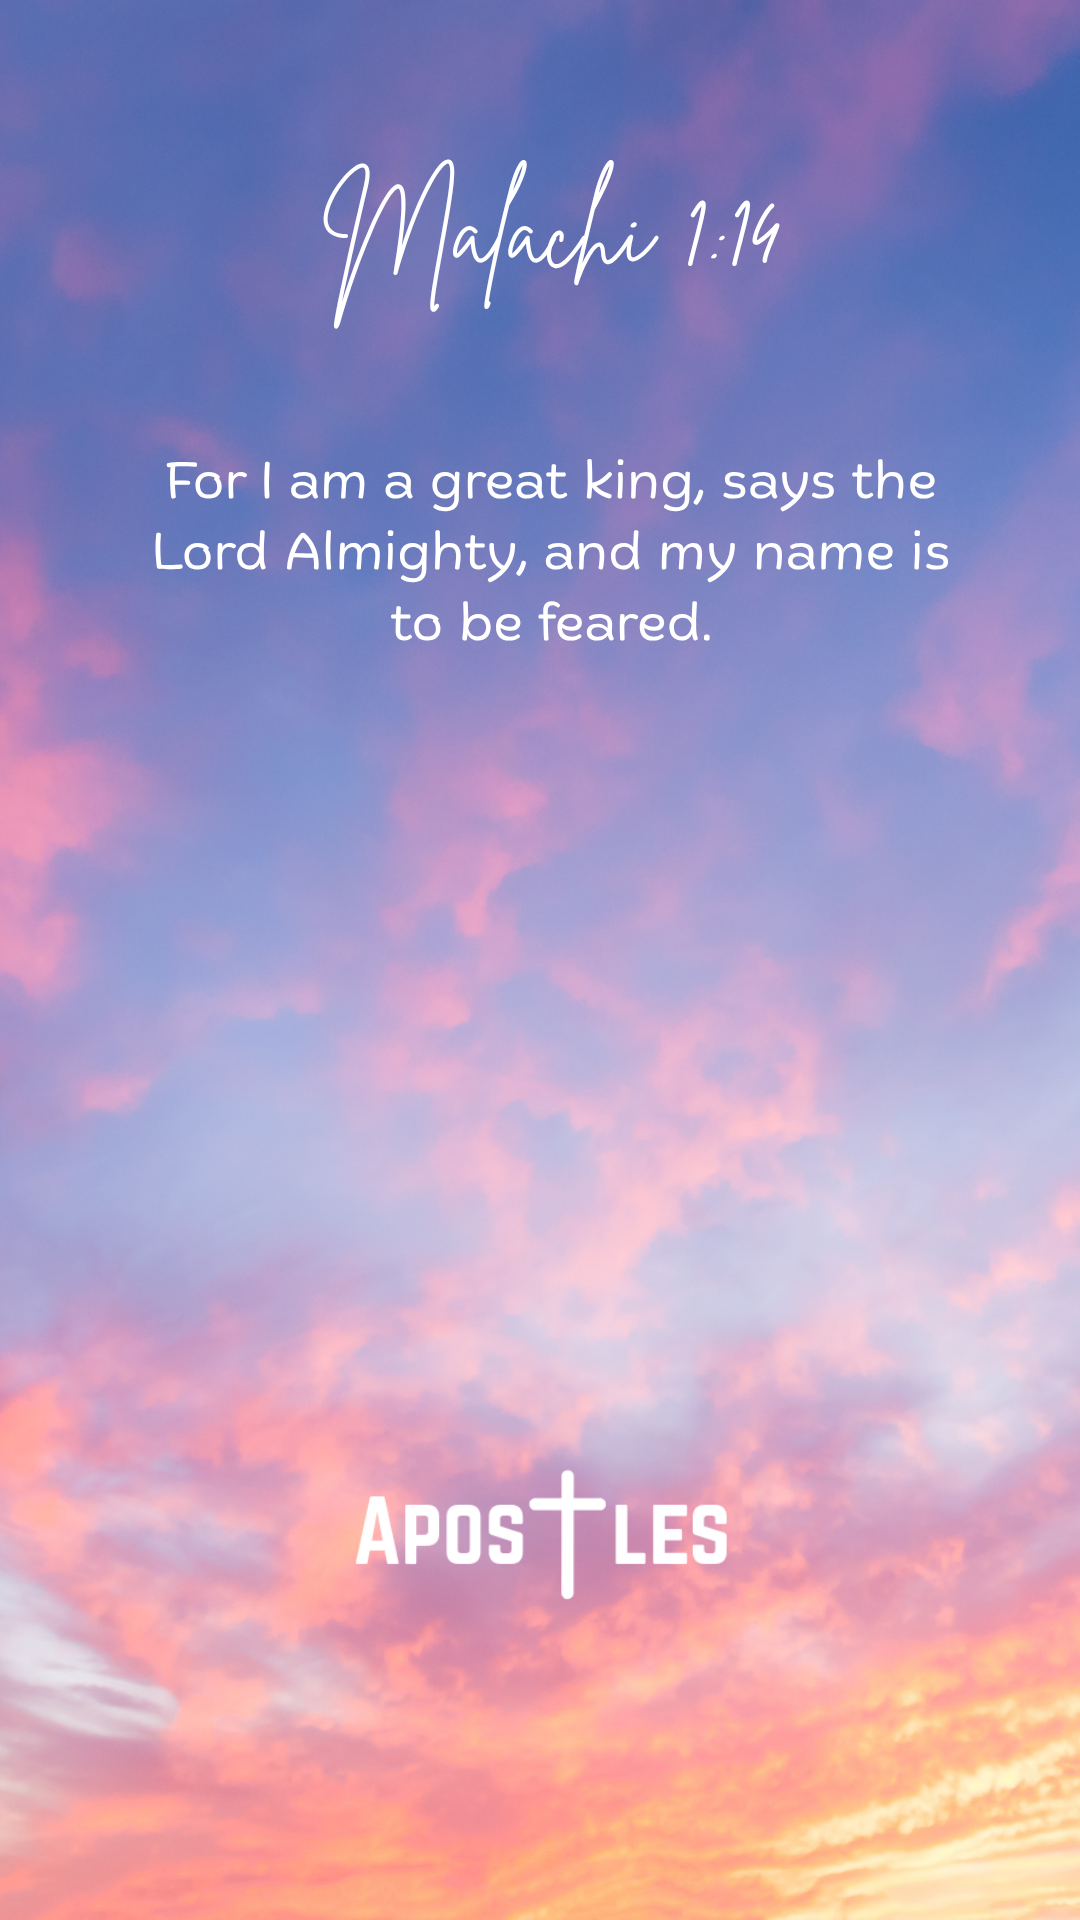 Malachi 1:14
For I am a great king, says the
Lord Almighty, and my name is
to be feared.
APOSTLES